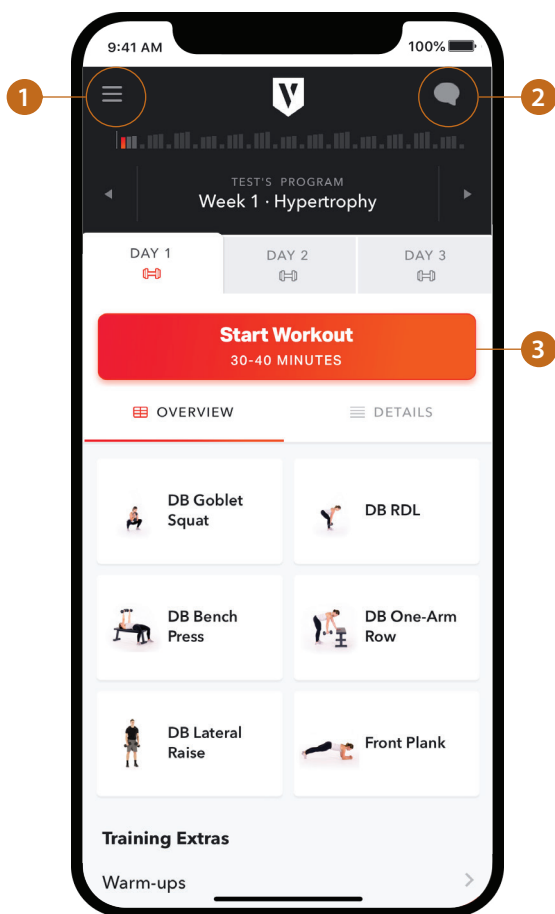 9:41 AM 100%
1 2
V
TEST'S PROGRAM
Week 1 · Hypertrophy
DAY 1 DAY 2 DAY 3
Start Workout
30-40 MINUTES
3
OVERVIEW DETAILS
DB Goblet
Squat
DB RDL
DB Bench
Press
DB One-Arm
Row
DB Lateral
Raise
Front Plank
Training Extras
Warm-ups